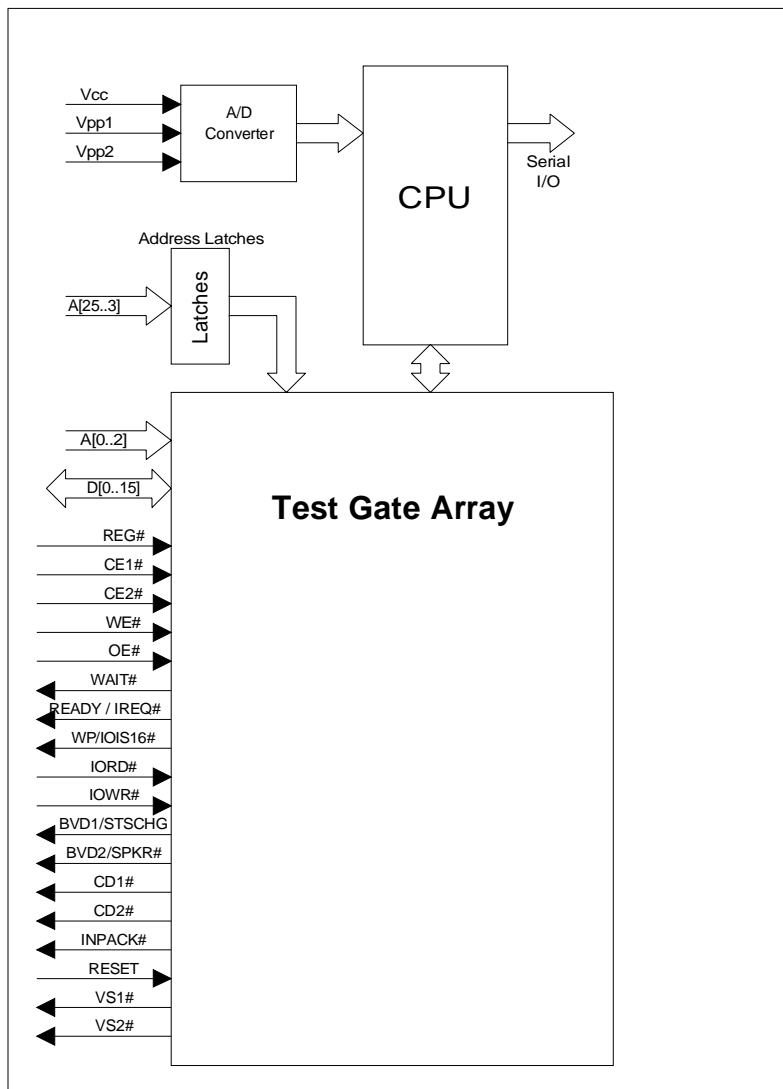 Vcc
Vpp1
Vpp2
A/D
Converter
CPU
Serial
I/O
Address Latches
A[25..3]
Latches
A[0..2]
D[0..15]
Test Gate Array
REG#
CE1#
CE2#
WE#
OE#
WAIT#
READY / IREQ#
WP/IOIS16#
IORD#
IOWR#
BVD1/STSCHG
BVD2/SPKR#
CD1#
CD2#
INPACK#
RESET
VS1#
VS2#